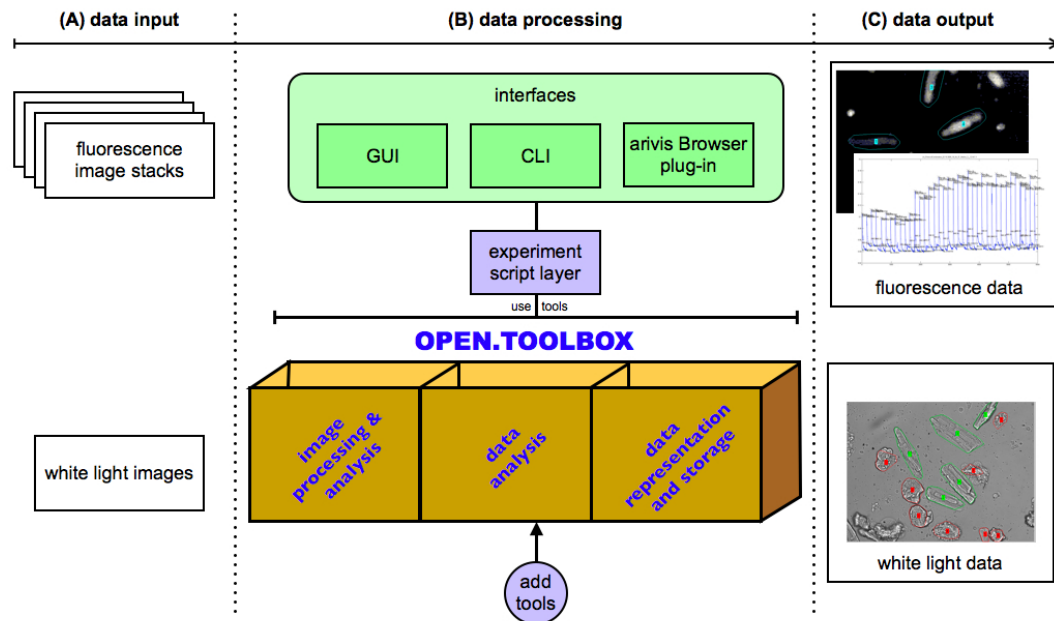 (A) data input
(B) data processing
(C) data output
fluorescence
image stacks
white light images
interfaces
GUI
CLI
arivis Browser
plug-in
experiment
script layer
use tools
OPEN.TOOLBOX
image
processing &
analysis
data
analysis
data
representation
and storage
add
tools
fluorescence data
white light data